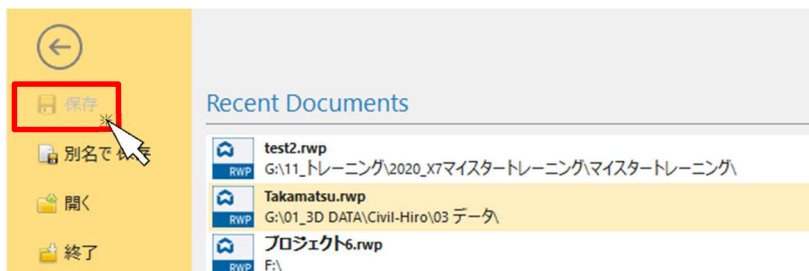 保存
別名で保存
開く
終了
Recent Documents
test2.rwp
RWP
G:\11_トレーニング\2020_X7マイスタートレーニング\マイスタートレーニング\
Takamatsu.rwp
RWP
G:\01_3D DATA\Civil-Hiro\03 データ\
プロジェクト6.rwp
RWP
F:\